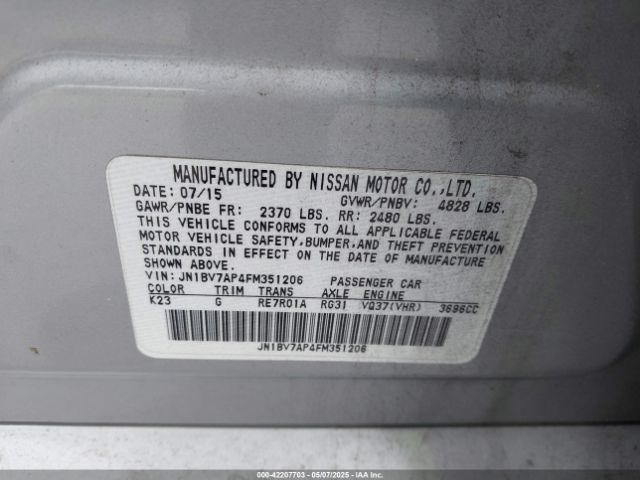 MANUFACTURED BY NISSAN MOTOR CO.,LTD.
DATE: 07/15 GVWR/PNBV: 4828 LBS.
GAWR/PNBE FR: 2370 LBS. RR: 2480 LBS.
THIS VEHICLE CONFORMS TO ALL APPLICABLE FEDERAL
MOTOR VEHICLE SAFETY,BUMPER,AND THEFT PREVENTION
STANDARDS IN EFFECT ON THE DATE OF MANUFACTURE
SHOWN ABOVE.
VIN: JN1BV7AP4FM351206 PASSENGER CAR
COLOR TRIM TRANS AXLE ENGINE
K23 G RE7R01A RG31 VQ37(VHR) 3696CC
JN1BV7AP4FM351206
000-42207703 - 05/07/2025 - IAAI.COM